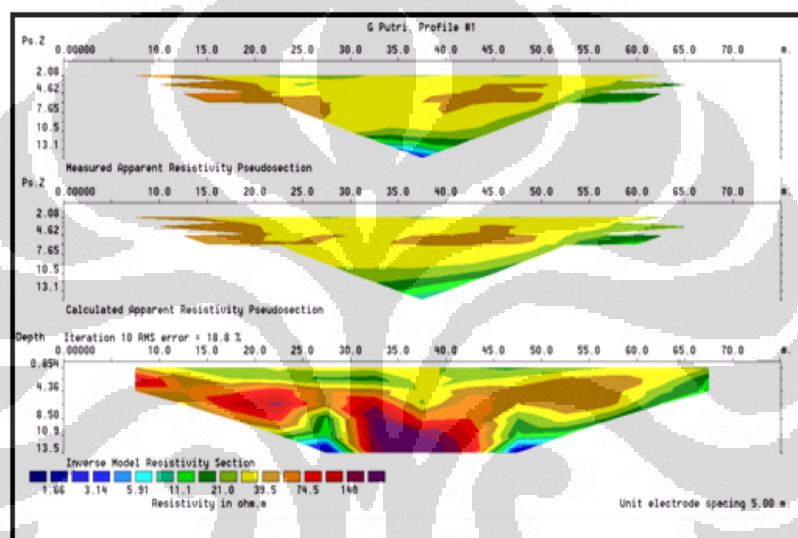 G Putri, Profile #1
Ps.Z 0.00000 10.0 15.0 20.0 25.0 30.0 35.0 40.0 45.0 50.0 55.0 60.0 65.0 70.0 m.
2.08
4.62
7.65
10.5
13.1
Measured Apparent Resistivity Pseudosection
Ps.Z 0.00000 10.0 15.0 20.0 25.0 30.0 35.0 40.0 45.0 50.0 55.0 60.0 65.0 70.0 m.
2.08
4.62
7.65
10.5
13.1
Calculated Apparent Resistivity Pseudosection
Depth Iteration 10 RMS error = 18.8 %
0.00000 10.0 15.0 20.0 25.0 30.0 35.0 40.0 45.0 50.0 55.0 60.0 65.0 70.0 m.
0.854
4.36
8.50
10.9
13.5
Inverse Model Resistivity Section
1.66 3.14 5.91 11.1 21.0 39.5 74.5 140
Resistivity in ohm.m Unit electrode spacing 5.00 m.